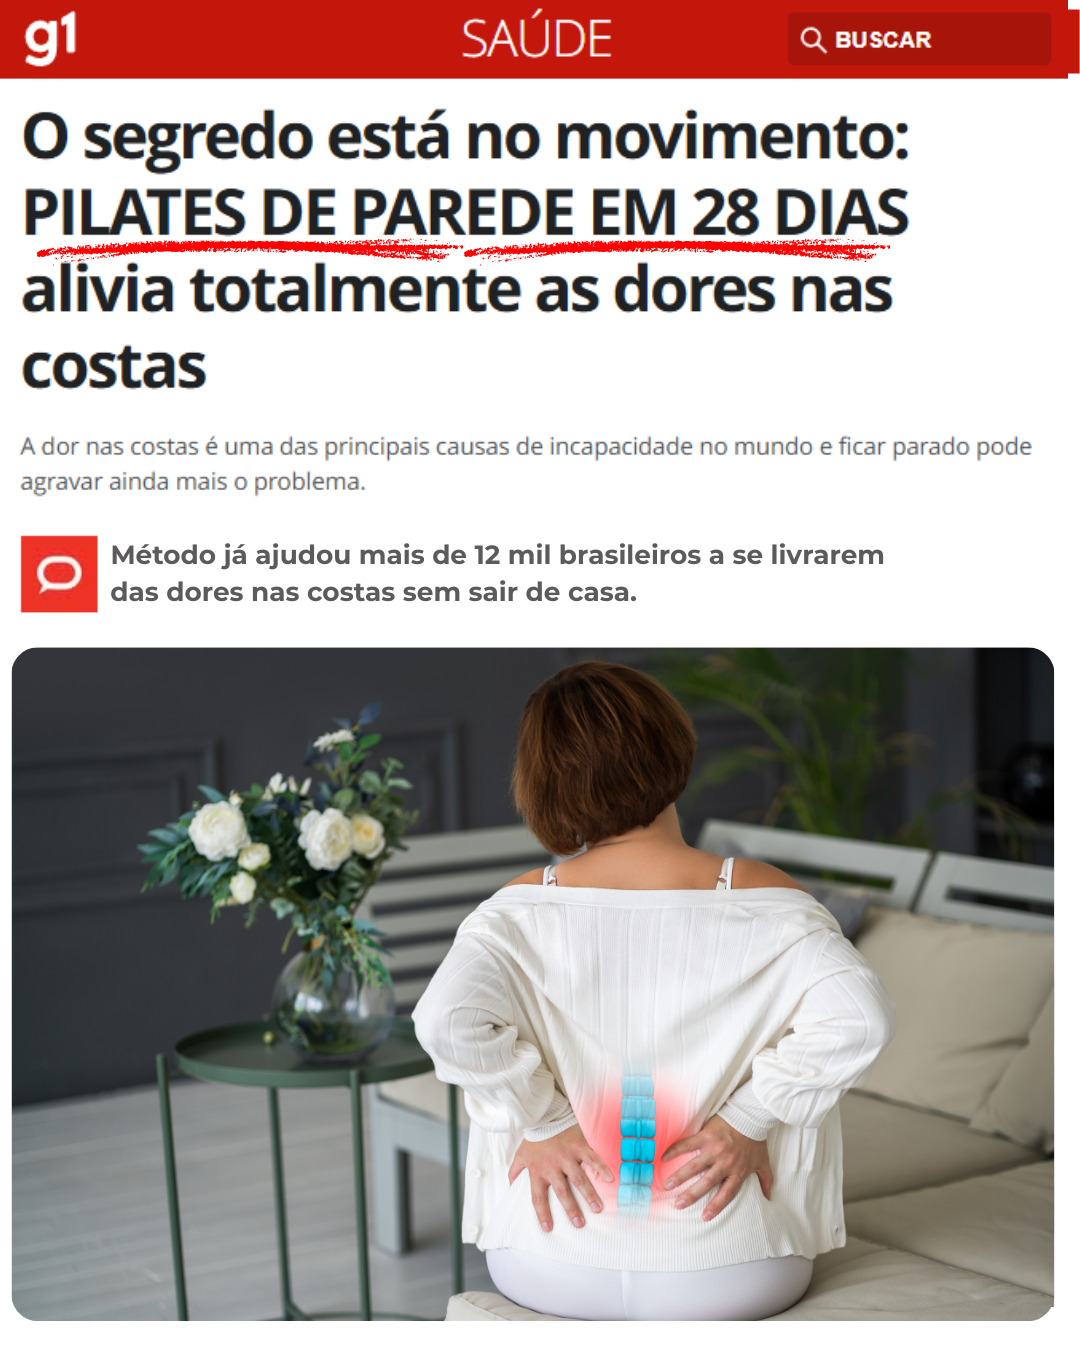 g1
SAÚDE
BUSCAR
O segredo está no movimento:
PILATES DE PAREDE EM 28 DIAS
alivia totalmente as dores nas
costas
A dor nas costas é uma das principais causas de incapacidade no mundo e ficar parado pode
agravar ainda mais o problema.
Método já ajudou mais de 12 mil brasileiros a se livrarem
das dores nas costas sem sair de casa.